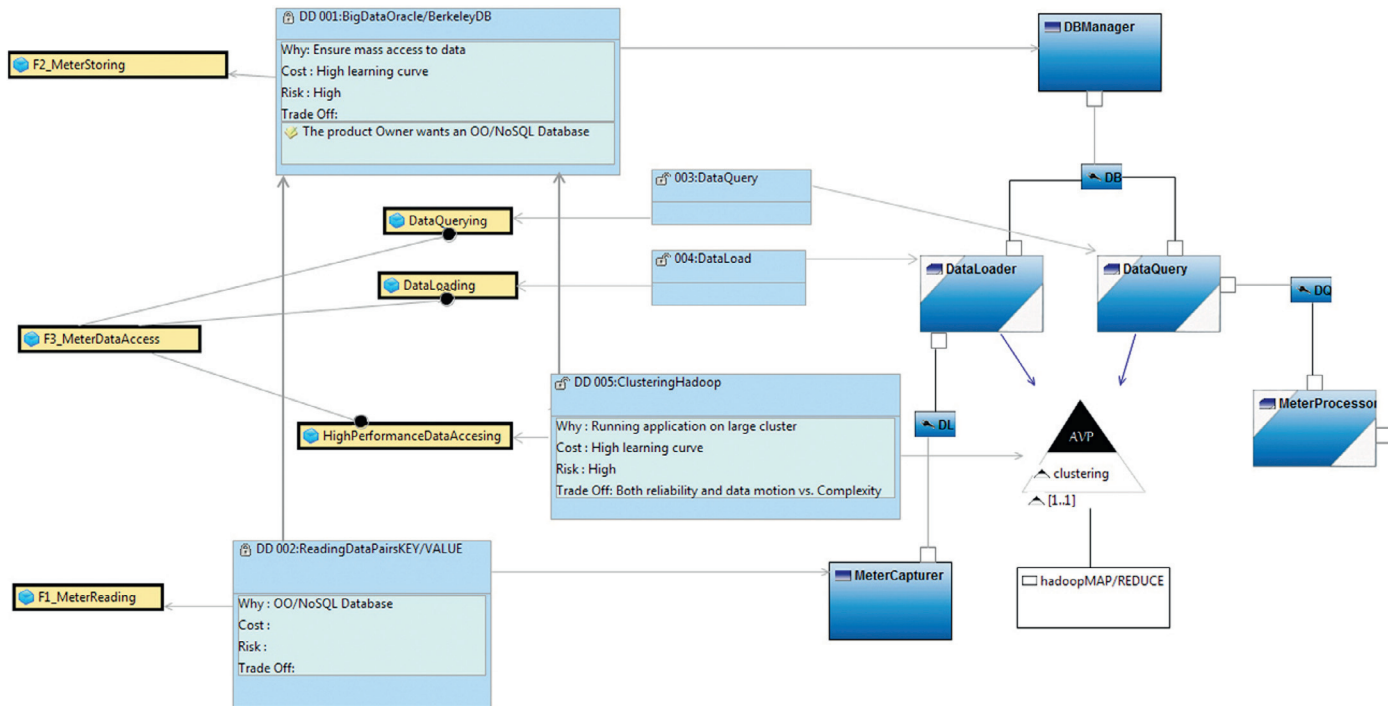 DD 001:BigDataOracle/BerkeleyDB
Why: Ensure mass access to data
Cost : High learning curve
Risk : High
Trade Off:
The product Owner wants an OO/NoSQL Database
F2_MeterStoring
DBManager
DB
003:DataQuery
DataQuerying
004:DataLoad
DataLoading
DataLoader
DataQuery
DQ
F3_MeterDataAccess
DD 005:ClusteringHadoop
Why : Running application on large cluster
Cost : High learning curve
Risk : High
Trade Off: Both reliability and data motion vs. Complexity
HighPerformanceDataAccesing
DL
MeterProcessor
AVP
clustering
[1..1]
DD 002:ReadingDataPairsKEY/VALUE
Why : OO/NoSQL Database
Cost :
Risk :
Trade Off:
F1_MeterReading
MeterCapturer
hadoopMAP/REDUCE